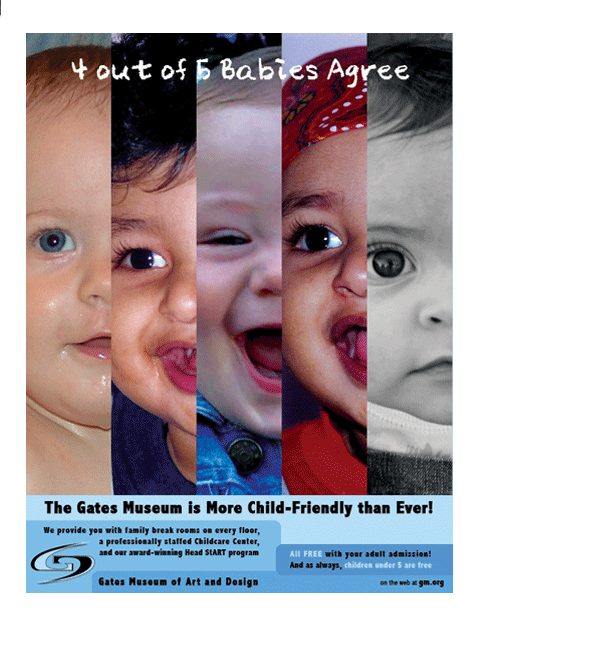 4 out of 5 Babies Agree
The Gates Museum is More Child-Friendly than Ever!
We provide you with family break rooms on every floor,
a professionally staffed Childcare Center,
and our award-winning Head StART program
All FREE with your adult admission!
And as always, children under 5 are free
Gates Museum of Art and Design
on the web at gm.org